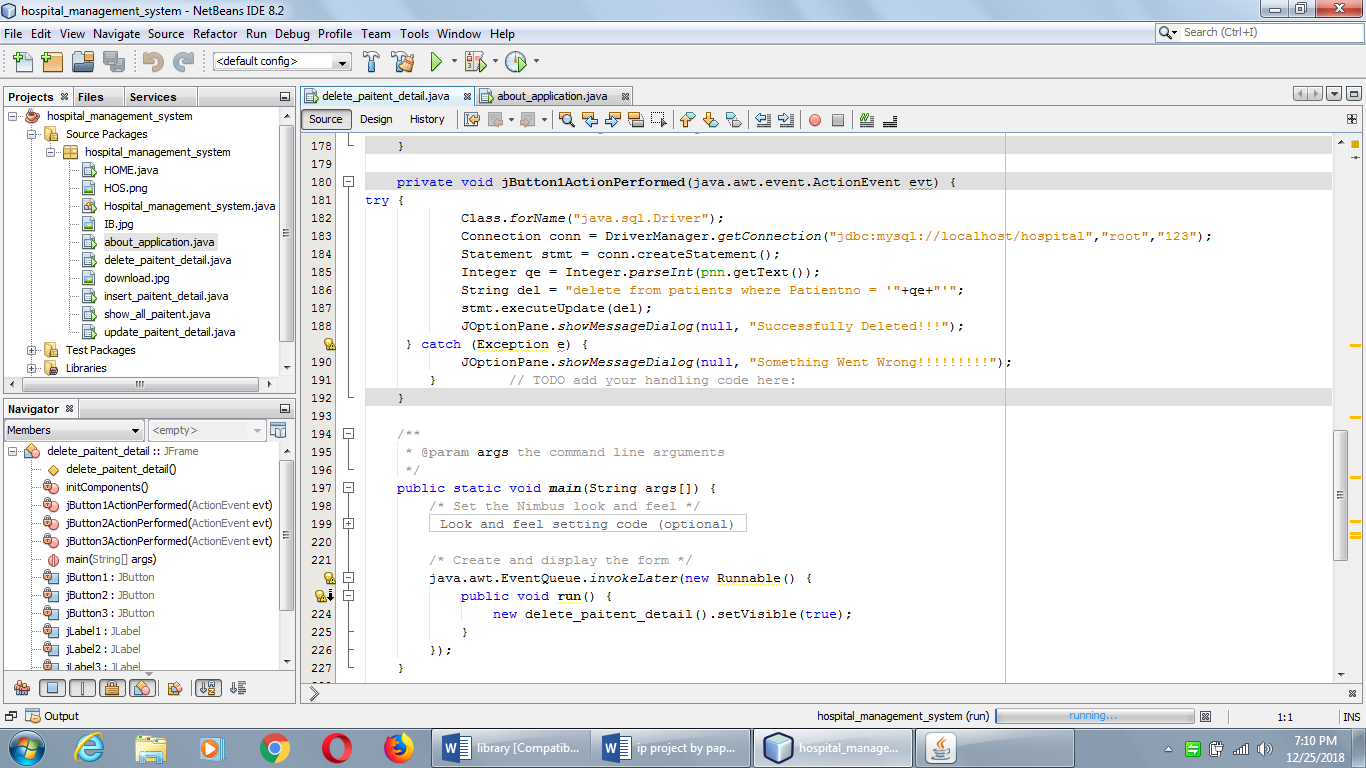 hospital_management_system - NetBeans IDE 8.2
File Edit View Navigate Source Refactor Run Debug Profile Team Tools Window Help
Search (Ctrl+I)
<default config>
Projects Files Services
hospital_management_system
Source Packages
hospital_management_system
HOME.java
HOS.png
Hospital_management_system.java
IB.jpg
about_application.java
delete_paitent_detail.java
download.jpg
insert_paitent_detail.java
show_all_paitent.java
update_paitent_detail.java
Test Packages
Libraries
Navigator
Members <empty>
delete_paitent_detail :: JFrame
delete_paitent_detail()
initComponents()
jButton1ActionPerformed(ActionEvent evt)
jButton2ActionPerformed(ActionEvent evt)
jButton3ActionPerformed(ActionEvent evt)
main(String[] args)
jButton1 : JButton
jButton2 : JButton
jButton3 : JButton
jLabel1 : JLabel
jLabel2 : JLabel
jLabel3 : JLabel
delete_paitent_detail.java about_application.java
Source Design History
178 }
179
180 private void jButton1ActionPerformed(java.awt.event.ActionEvent evt) {
181 try {
182 Class.forName("java.sql.Driver");
183 Connection conn = DriverManager.getConnection("jdbc:mysql://localhost/hospital","root","123");
184 Statement stmt = conn.createStatement();
185 Integer qe = Integer.parseInt(pnn.getText());
186 String del = "delete from patients where Patientno = '"+qe+"'";
187 stmt.executeUpdate(del);
188 JOptionPane.showMessageDialog(null, "Successfully Deleted!!!");
} catch (Exception e) {
190 JOptionPane.showMessageDialog(null, "Something Went Wrong!!!!!!!!!");
191 } // TODO add your handling code here:
192 }
193
194 /**
195 * @param args the command line arguments
196 */
197 public static void main(String args[]) {
198 /* Set the Nimbus look and feel */
199 Look and feel setting code (optional)
220
221 /* Create and display the form */
java.awt.EventQueue.invokeLater(new Runnable() {
public void run() {
224 new delete_paitent_detail().setVisible(true);
225 }
226 });
227 }
Output
hospital_management_system (run) running... 1:1 INS
library [Compatib... ip project by pap... hospital_manage...
7:10 PM
12/25/2018